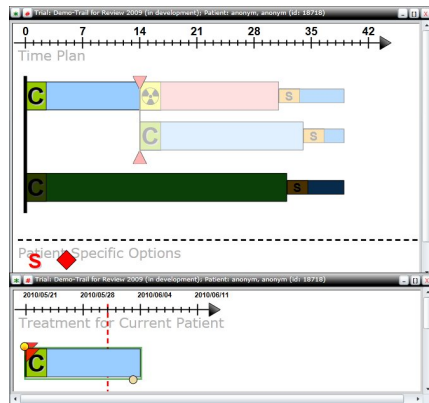 Trial: Demo-Trail for Review 2009 (in development); Patient: anonym, anonym (id: 18718)
0 7 14 21 28 35 42
Time Plan
C
S
C
S
C
S
Patient Specific Options
S
Trial: Demo-Trail for Review 2009 (in development); Patient: anonym, anonym (id: 18718)
2010/05/21 2010/05/28 2010/06/04 2010/06/11
Treatment for Current Patient
C